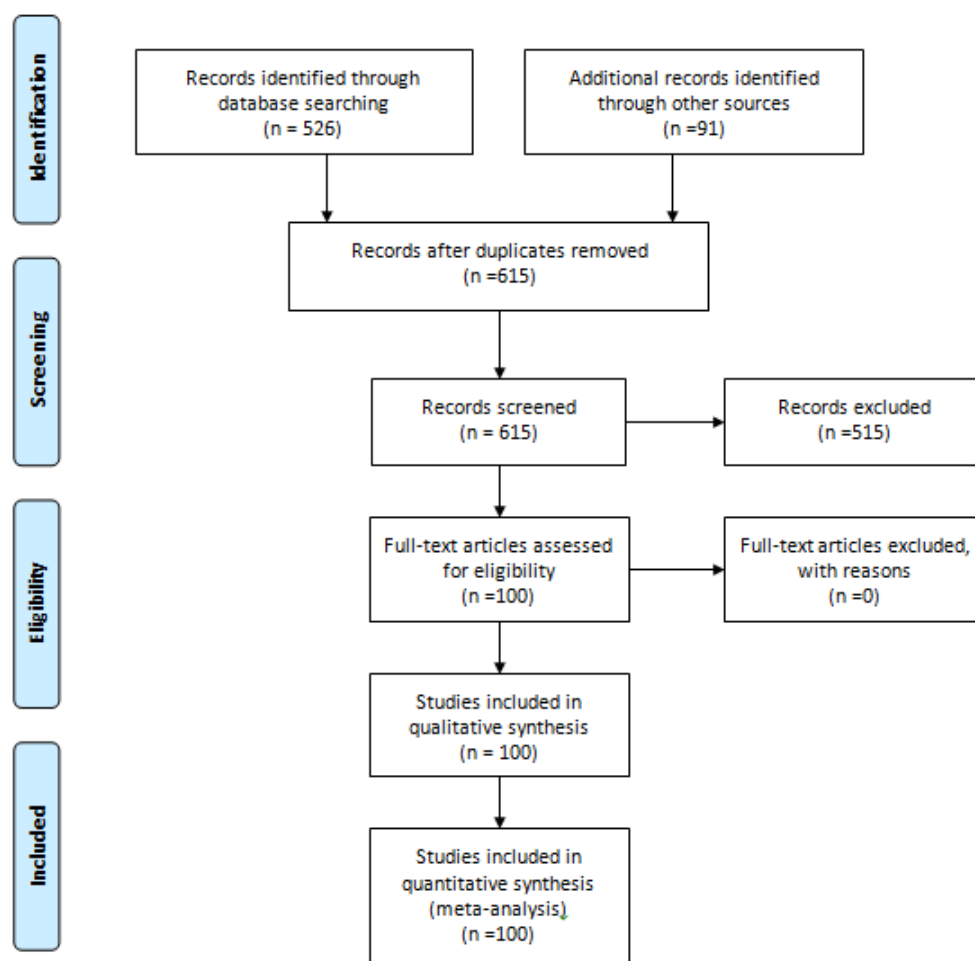 Identification
Records identified through
database searching
(n = 526)
Additional records identified
through other sources
(n =91)
Records after duplicates removed
(n =615)
Screening
Records screened
(n = 615)
Records excluded
(n =515)
Eligibility
Full-text articles assessed
for eligibility
(n =100)
Full-text articles excluded,
with reasons
(n =0)
Studies included in
qualitative synthesis
(n = 100)
Included
Studies included in
quantitative synthesis
(meta-analysis)
(n =100)